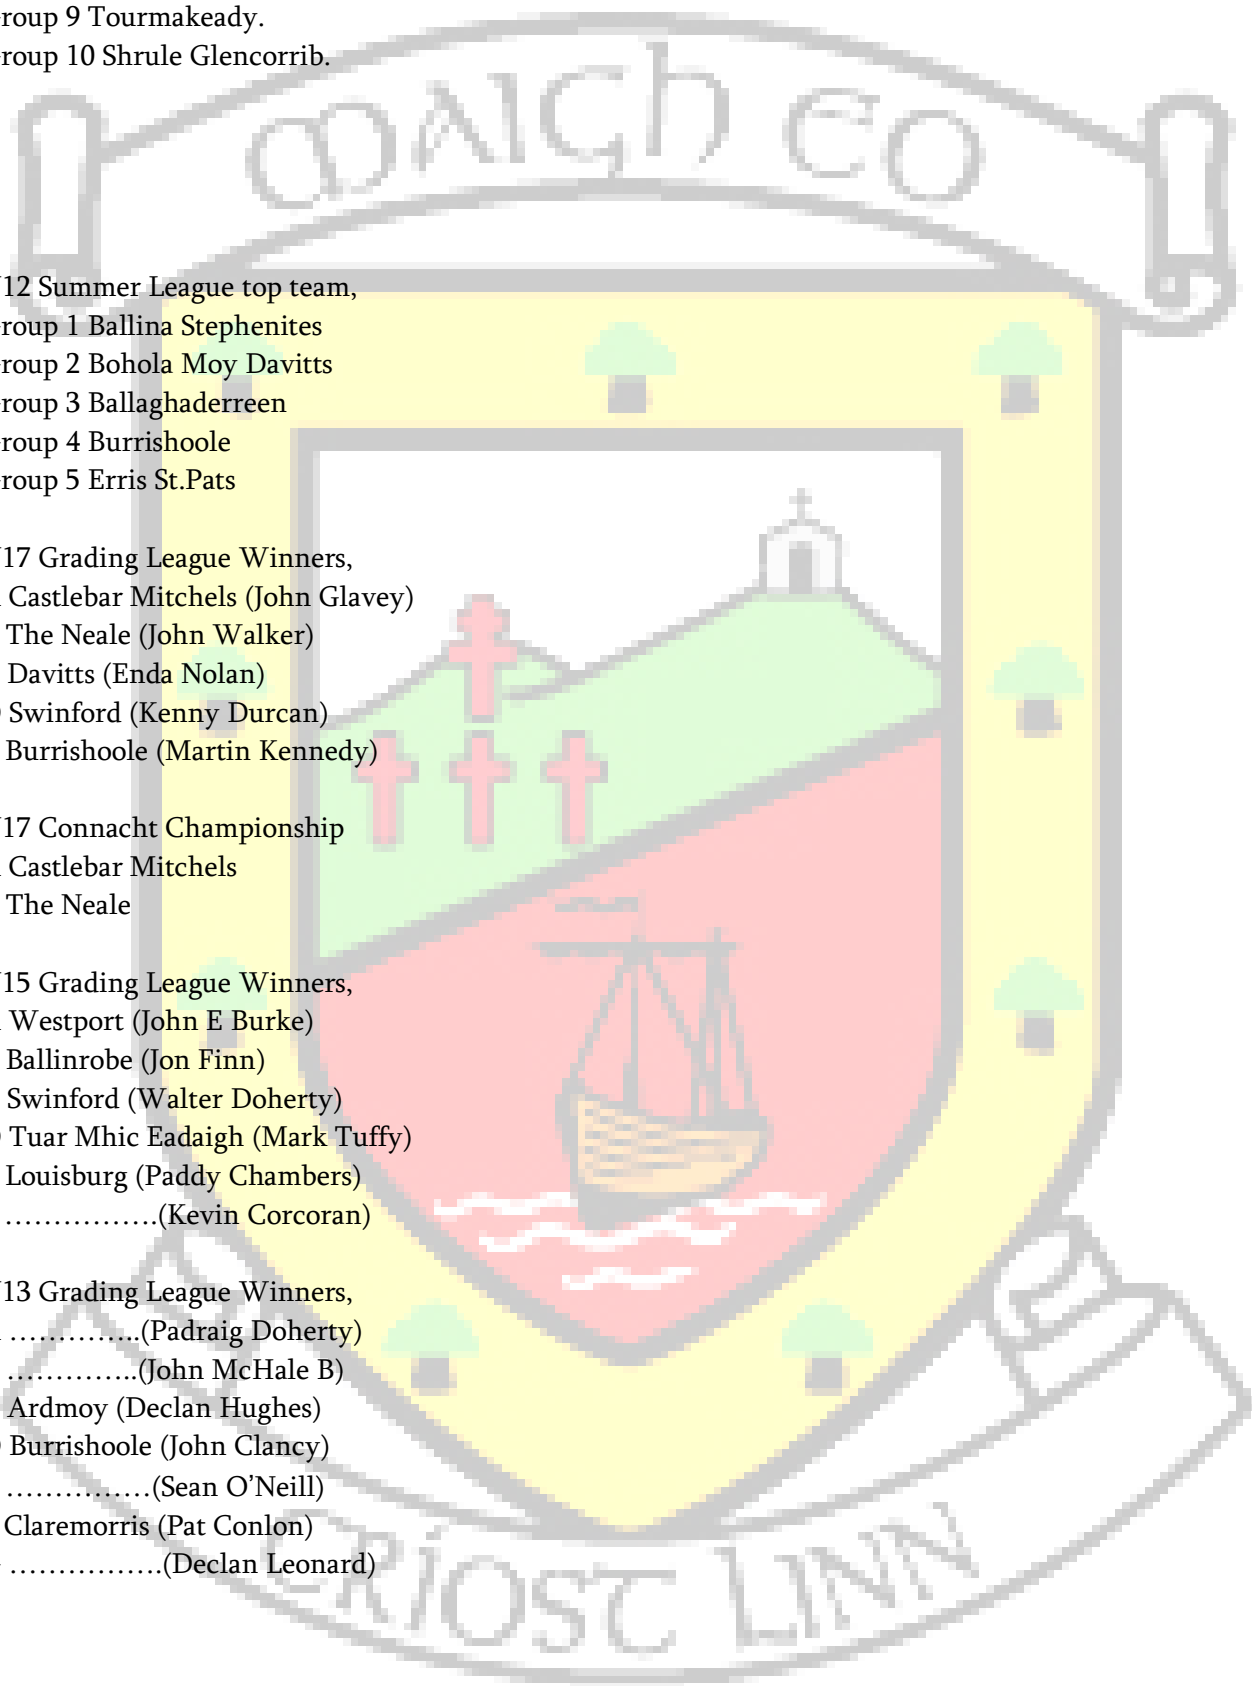 roup 9 Tourmakeady.
roup 10 Shrule Glencorrib.
MAIGH EO
12 Summer League top team,
roup 1 Ballina Stephenites
roup 2 Bohola Moy Davitts
roup 3 Ballaghaderreen
roup 4 Burrishoole
roup 5 Erris St.Pats
17 Grading League Winners,
Castlebar Mitchels (John Glavey)
The Neale (John Walker)
Davitts (Enda Nolan)
Swinford (Kenny Durcan)
Burrishoole (Martin Kennedy)
17 Connacht Championship
Castlebar Mitchels
The Neale
15 Grading League Winners,
Westport (John E Burke)
Ballinrobe (Jon Finn)
Swinford (Walter Doherty)
Tuar Mhic Eadaigh (Mark Tuffy)
Louisburg (Paddy Chambers)
…………….(Kevin Corcoran)
13 Grading League Winners,
…………..(Padraig Doherty)
…………..(John McHale B)
Ardmoy (Declan Hughes)
Burrishoole (John Clancy)
……………(Sean O’Neill)
Claremorris (Pat Conlon)
…………….(Declan Leonard)
CRÍOST LINN